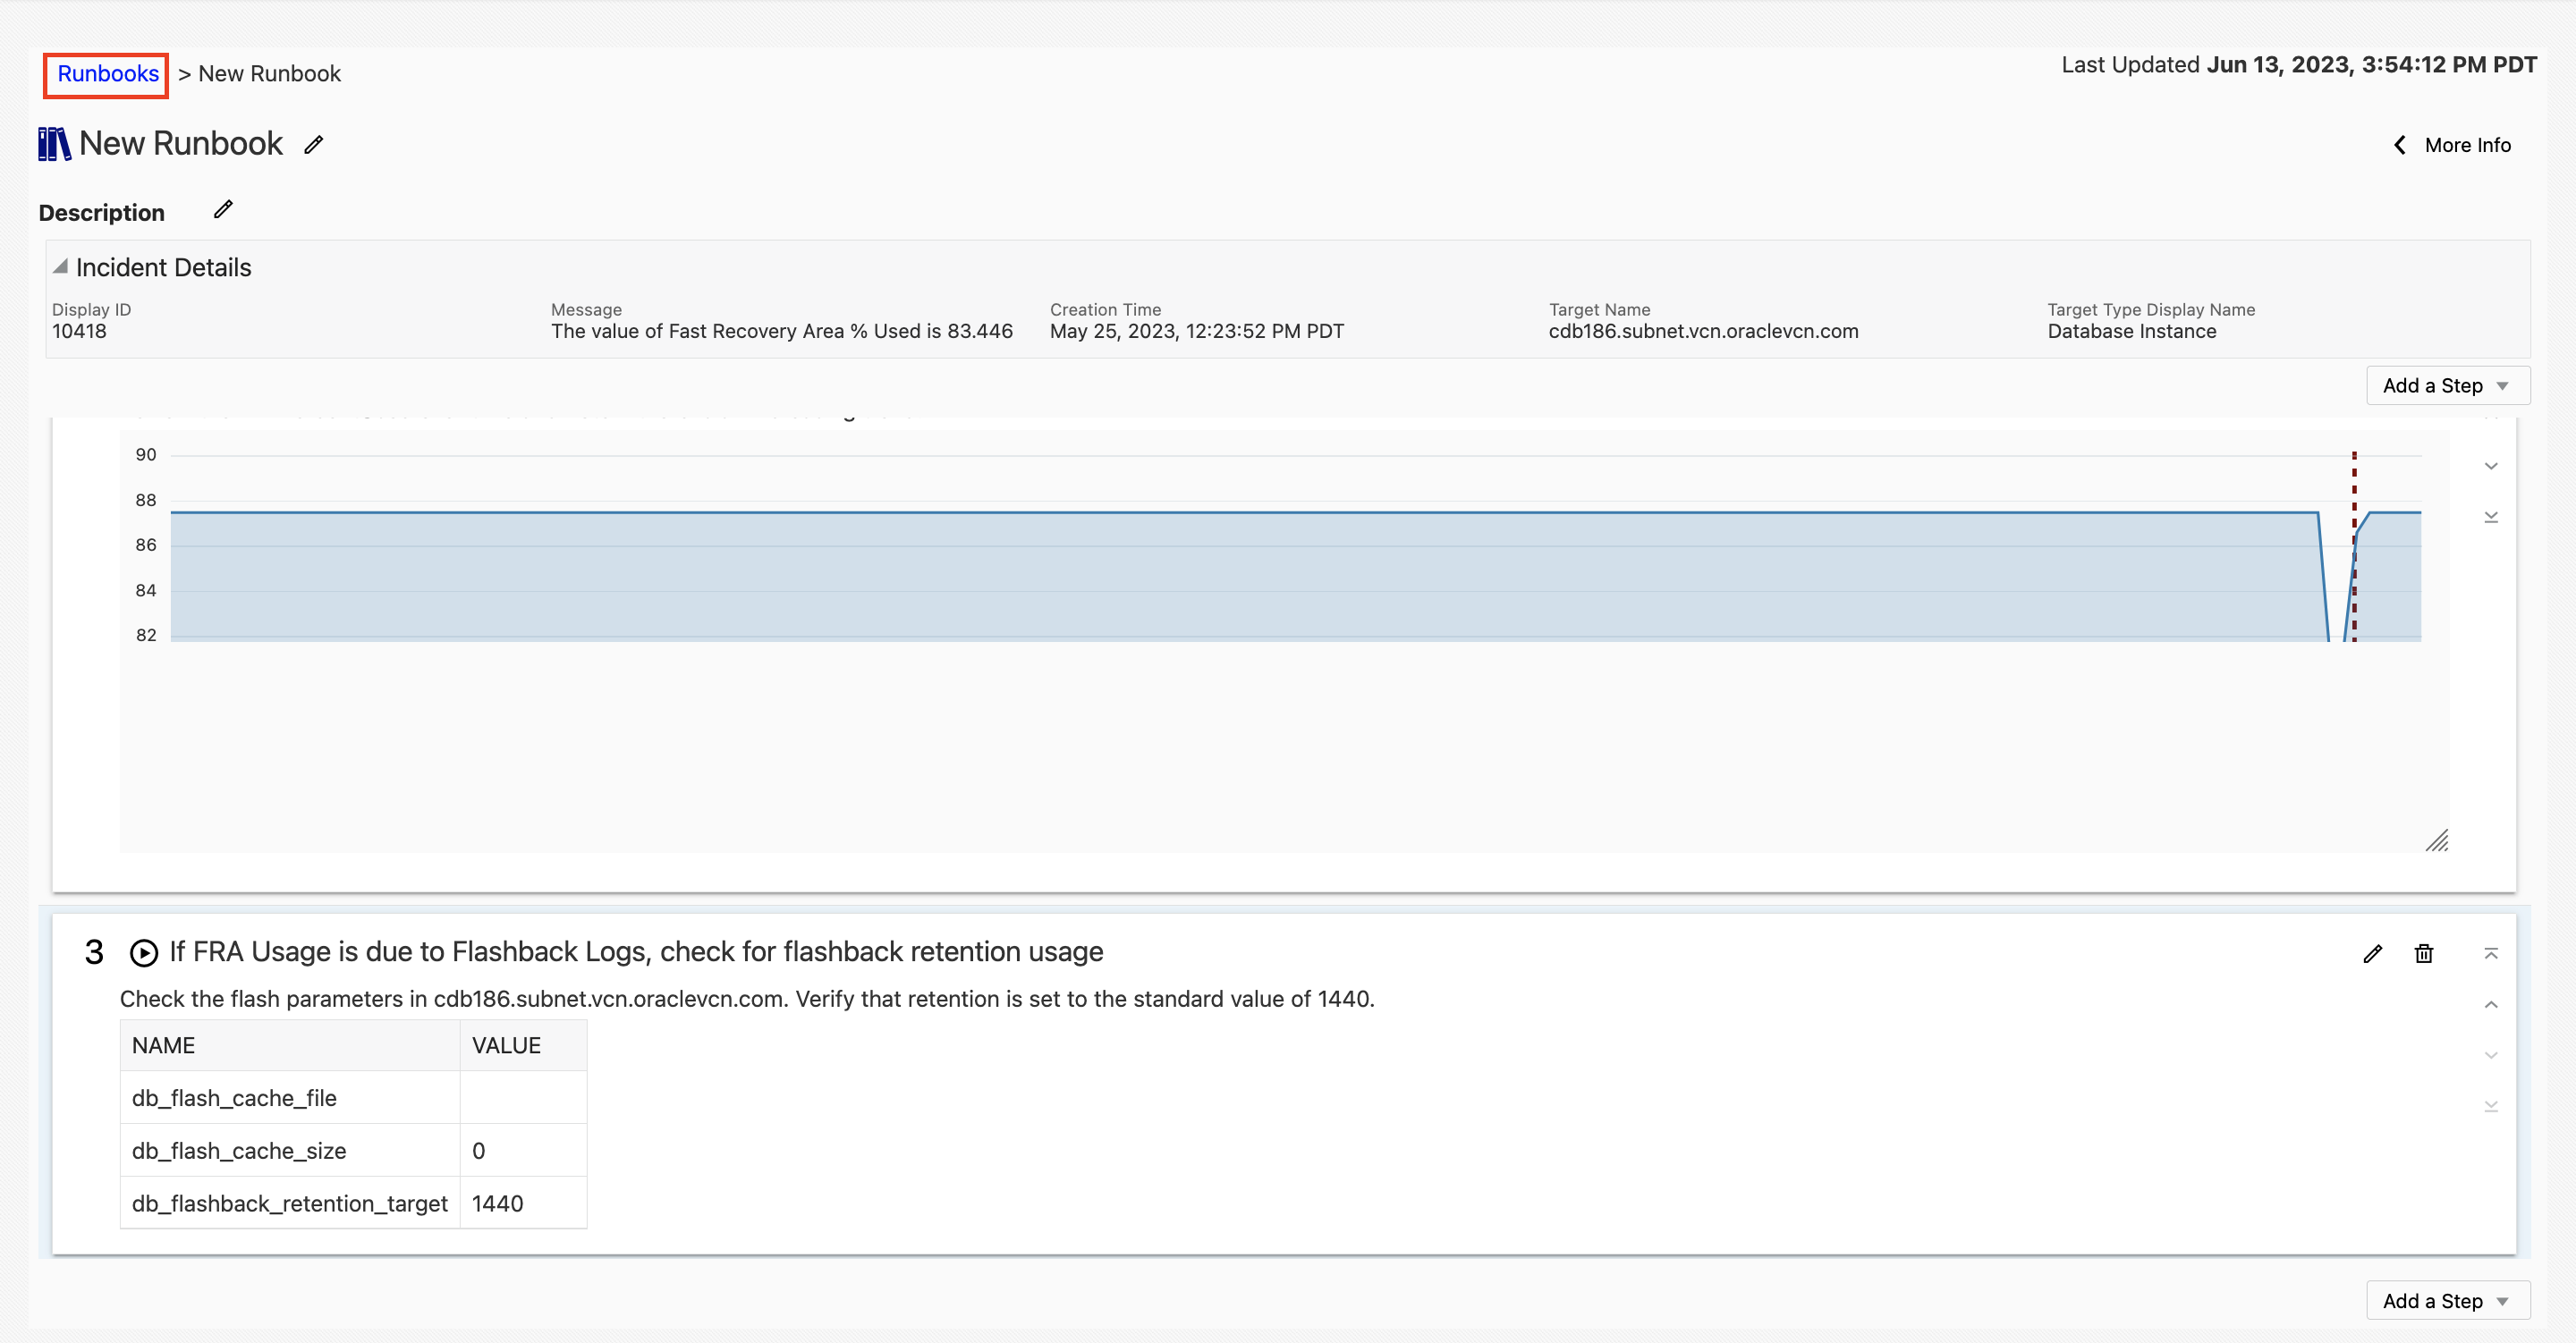 Runbooks > New Runbook
Last Updated Jun 13, 2023, 3:54:12 PM PDT
New Runbook
More Info
Description
Incident Details
Display ID
10418
Message
The value of Fast Recovery Area % Used is 83.446
Creation Time
May 25, 2023, 12:23:52 PM PDT
Target Name
cdb186.subnet.vcn.oraclevcn.com
Target Type Display Name
Database Instance
Add a Step
90
88
86
84
82
3 If FRA Usage is due to Flashback Logs, check for flashback retention usage
Check the flash parameters in cdb186.subnet.vcn.oraclevcn.com. Verify that retention is set to the standard value of 1440.
NAME VALUE
db_flash_cache_file
db_flash_cache_size 0
db_flashback_retention_target 1440
Add a Step